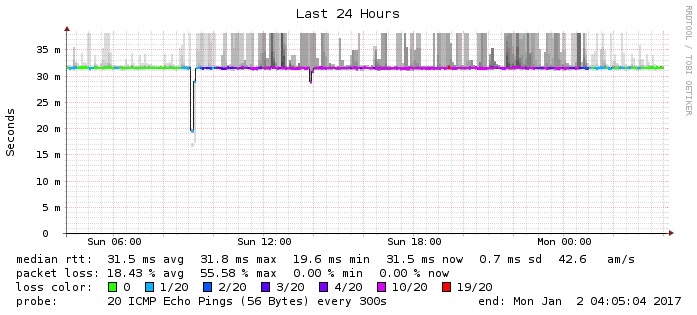 Last 24 Hours
RRDTOOL / TOBI OETIKER
Seconds
35 m
30 m
25 m
20 m
15 m
10 m
5 m
0
Sun 06:00 Sun 12:00 Sun 18:00 Mon 00:00
median rtt: 31.5 ms avg 31.8 ms max 19.6 ms min 31.5 ms now 0.7 ms sd 42.6 am/s
packet loss: 18.43 % avg 55.58 % max 0.00 % min 0.00 % now
loss color: 0 1/20 2/20 3/20 4/20 10/20 19/20
probe: 20 ICMP Echo Pings (56 Bytes) every 300s end: Mon Jan 2 04:05:04 2017